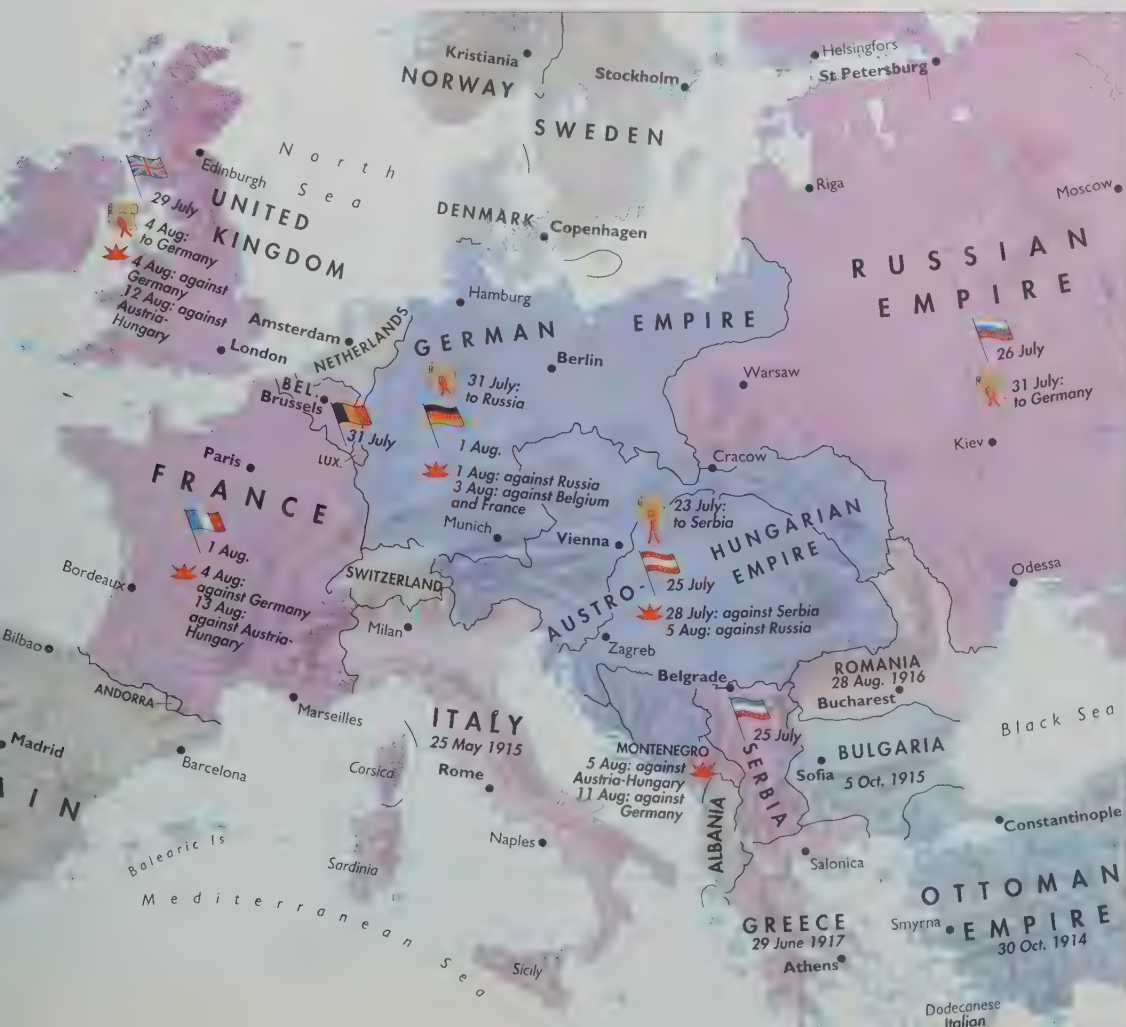 Kristiania
NORWAY
Stockholm
Helsingfors
St Petersburg
SWEDEN
North
Sea
Edinburgh
29 July
UNITED
KINGDOM
4 Aug:
to Germany
4 Aug: against
Germany
12 Aug: against
Austria-
Hungary
DENMARK
Copenhagen
Riga
Moscow
RUSSIAN
EMPIRE
26 July
31 July:
to Germany
Hamburg
Amsterdam
NETHERLANDS
London
GERMAN EMPIRE
Berlin
31 July:
to Russia
1 Aug.
1 Aug: against Russia
3 Aug: against Belgium
and France
Warsaw
BEL.
Brussels
31 July
LUX.
Kiev
Cracow
Paris
FRANCE
1 Aug.
4 Aug:
against Germany
13 Aug:
against Austria-
Hungary
Munich
Vienna
23 July:
to Serbia
AUSTRO-
HUNGARIAN
EMPIRE
25 July
28 July: against Serbia
5 Aug: against Russia
Odessa
Bordeaux
SWITZERLAND
Milan
Zagreb
Bilbao
ANDORRA
Marseilles
Belgrade
ROMANIA
28 Aug. 1916
Bucharest
Black Sea
Madrid
Barcelona
AIN
ITALY
25 May 1915
Corsica
Rome
MONTENEGRO
5 Aug: against
Austria-Hungary
11 Aug: against
Germany
25 July
SERBIA
BULGARIA
Sofia
5 Oct. 1915
Constantinople
Balearic Is
Sardinia
Naples
ALBANIA
Salonica
Mediterranean
Sea
Sicily
GREECE
29 June 1917
Athens
OTTOMAN
EMPIRE
Smyrna
30 Oct. 1914
Dodecanese
Italian